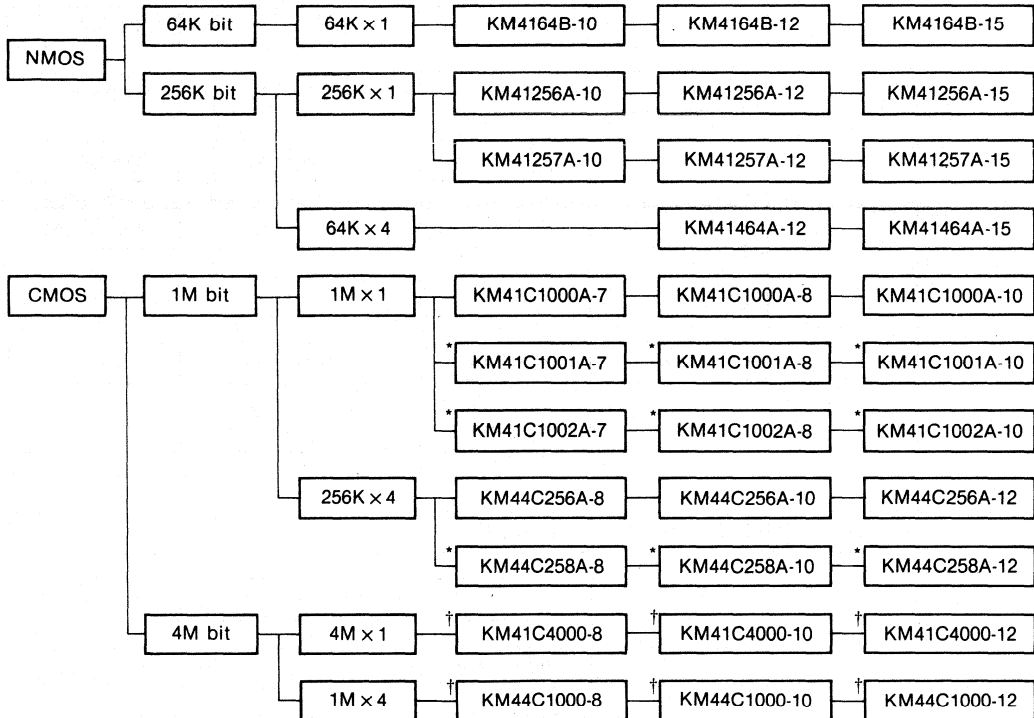 64K bit 64K × 1 KM4164B-10 KM4164B-12 KM4164B-15
NMOS
256K bit 256K × 1 KM41256A-10 KM41256A-12 KM41256A-15
KM41257A-10 KM41257A-12 KM41257A-15
64K × 4 KM41464A-12 KM41464A-15
CMOS 1M bit 1M × 1 KM41C1000A-7 KM41C1000A-8 KM41C1000A-10
* KM41C1001A-7 * KM41C1001A-8 * KM41C1001A-10
* KM41C1002A-7 * KM41C1002A-8 * KM41C1002A-10
256K × 4 KM44C256A-8 KM44C256A-10 KM44C256A-12
* KM44C258A-8 * KM44C258A-10 * KM44C258A-12
4M bit 4M × 1 † KM41C4000-8 † KM41C4000-10 † KM41C4000-12
1M × 4 † KM44C1000-8 † KM44C1000-10 † KM44C1000-12